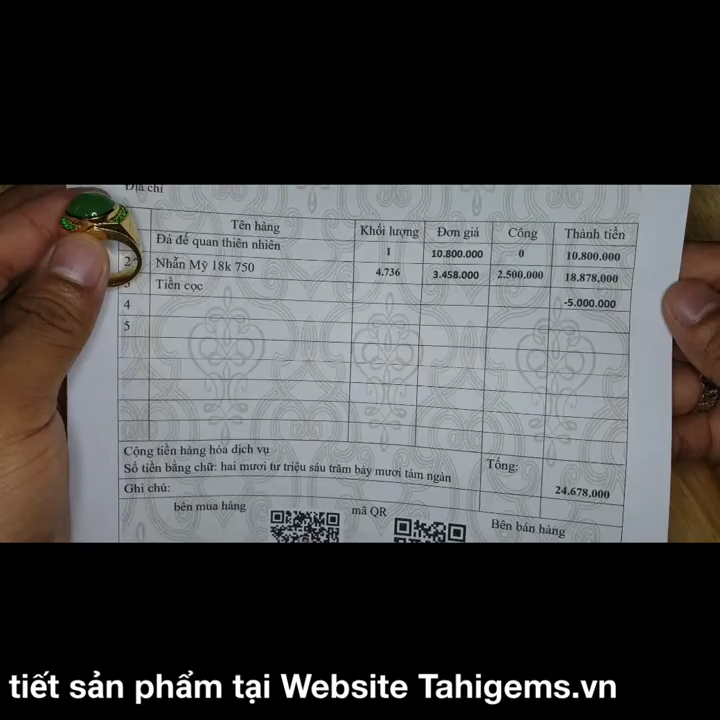 Địa chỉ
Tên hàng Khối lượng Đơn giá Công Thành tiền
Đá đế quan thiên nhiên 1 10.800.000 0 10.800.000
2 Nhẫn Mỹ 18k 750 4.736 3.458.000 2.500.000 18.878.000
3 Tiền cọc -5.000.000
4
5
Cộng tiền hàng hóa dịch vụ Tổng:
Số tiền bằng chữ: hai mươi tư triệu sáu trăm bảy mươi tám ngàn 24.678.000
Ghi chú:
bên mua hàng mã QR Bên bán hàng
tiết sản phẩm tại Website Tahigems.vn